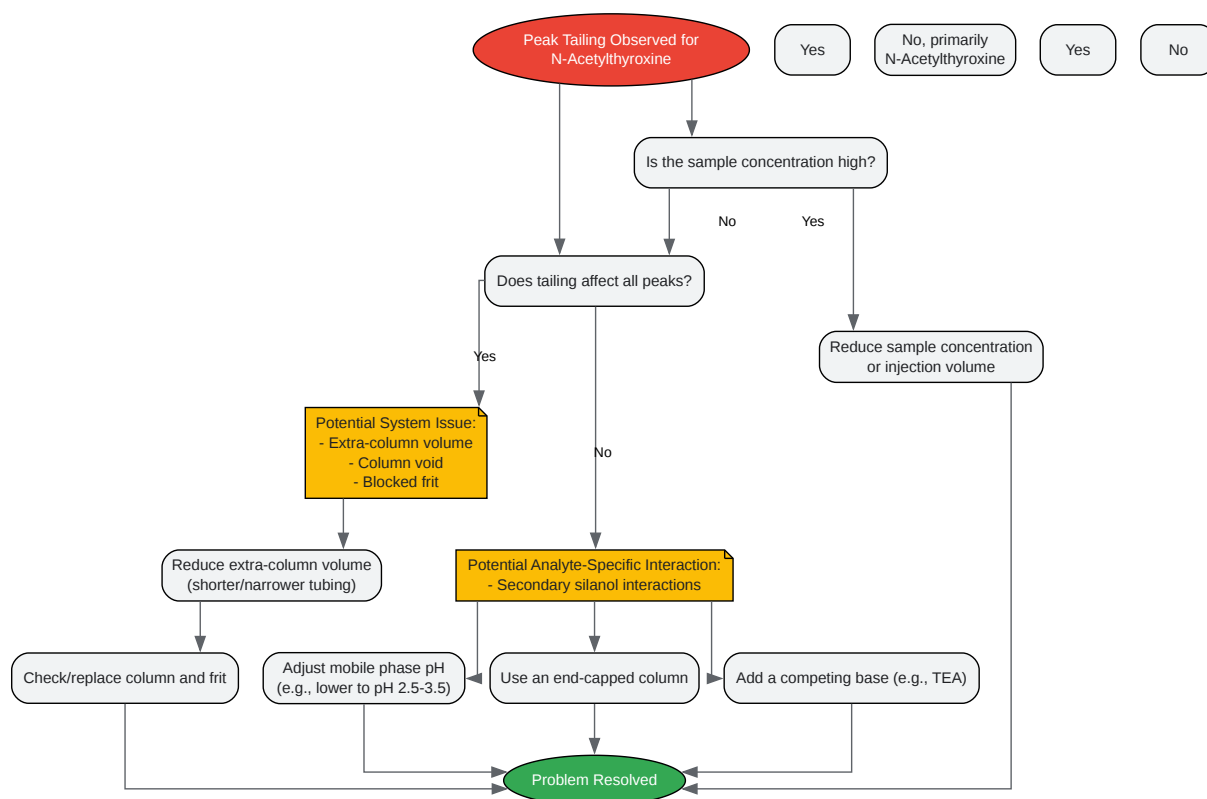 Peak Tailing Observed for
N-Acetylthyroxine
Yes
No, primarily
N-Acetylthyroxine
Yes
No
Is the sample concentration high?
No
Yes
Does tailing affect all peaks?
Reduce sample concentration
or injection volume
Yes
Potential System Issue:
- Extra-column volume
- Column void
- Blocked frit
No
Reduce extra-column volume
(shorter/narrower tubing)
Potential Analyte-Specific Interaction:
- Secondary silanol interactions
Check/replace column and frit
Adjust mobile phase pH
(e.g., lower to pH 2.5-3.5)
Use an end-capped column
Add a competing base (e.g., TEA)
Problem Resolved